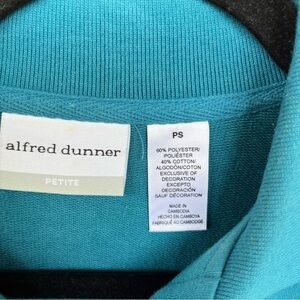 alfred dunner
PETITE
PS
60% POLYESTER/
POLIÉSTER
40% COTTON/
ALGODÓN/COTON
EXCLUSIVE OF
DECORATION
EXCEPTO
DECORACIÓN
SAUF DÉCORATION
MADE IN
CAMBODIA
HECHO EN CAMBOYA
FABRIQUÉ AU CAMBODGE